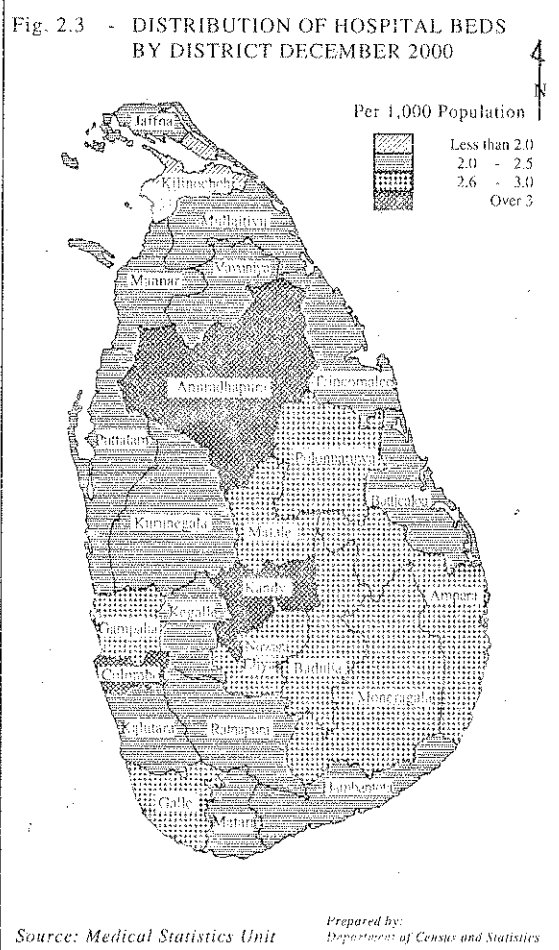 Fig. 2.3 - DISTRIBUTION OF HOSPITAL BEDS
BY DISTRICT DECEMBER 2000
N
Per 1,000 Population
Less than 2.0
2.0 - 2.5
2.6 - 3.0
Over 3
Jaffna
Kilinochchi
Mullaitivu
Vavuniya
Mannar
Anuradhapura
Trincomalee
Puttalam
Polonnaruwa
Batticaloa
Kurunegala
Matale
Kandy
Ampara
Kegalle
Gampaha
Nuwara
Eliya
Badulla
Colombo
Moneragala
Kalutara
Ratnapura
Hambantota
Galle
Matara
Source: Medical Statistics Unit
Prepared by:
Department of Census and Statistics